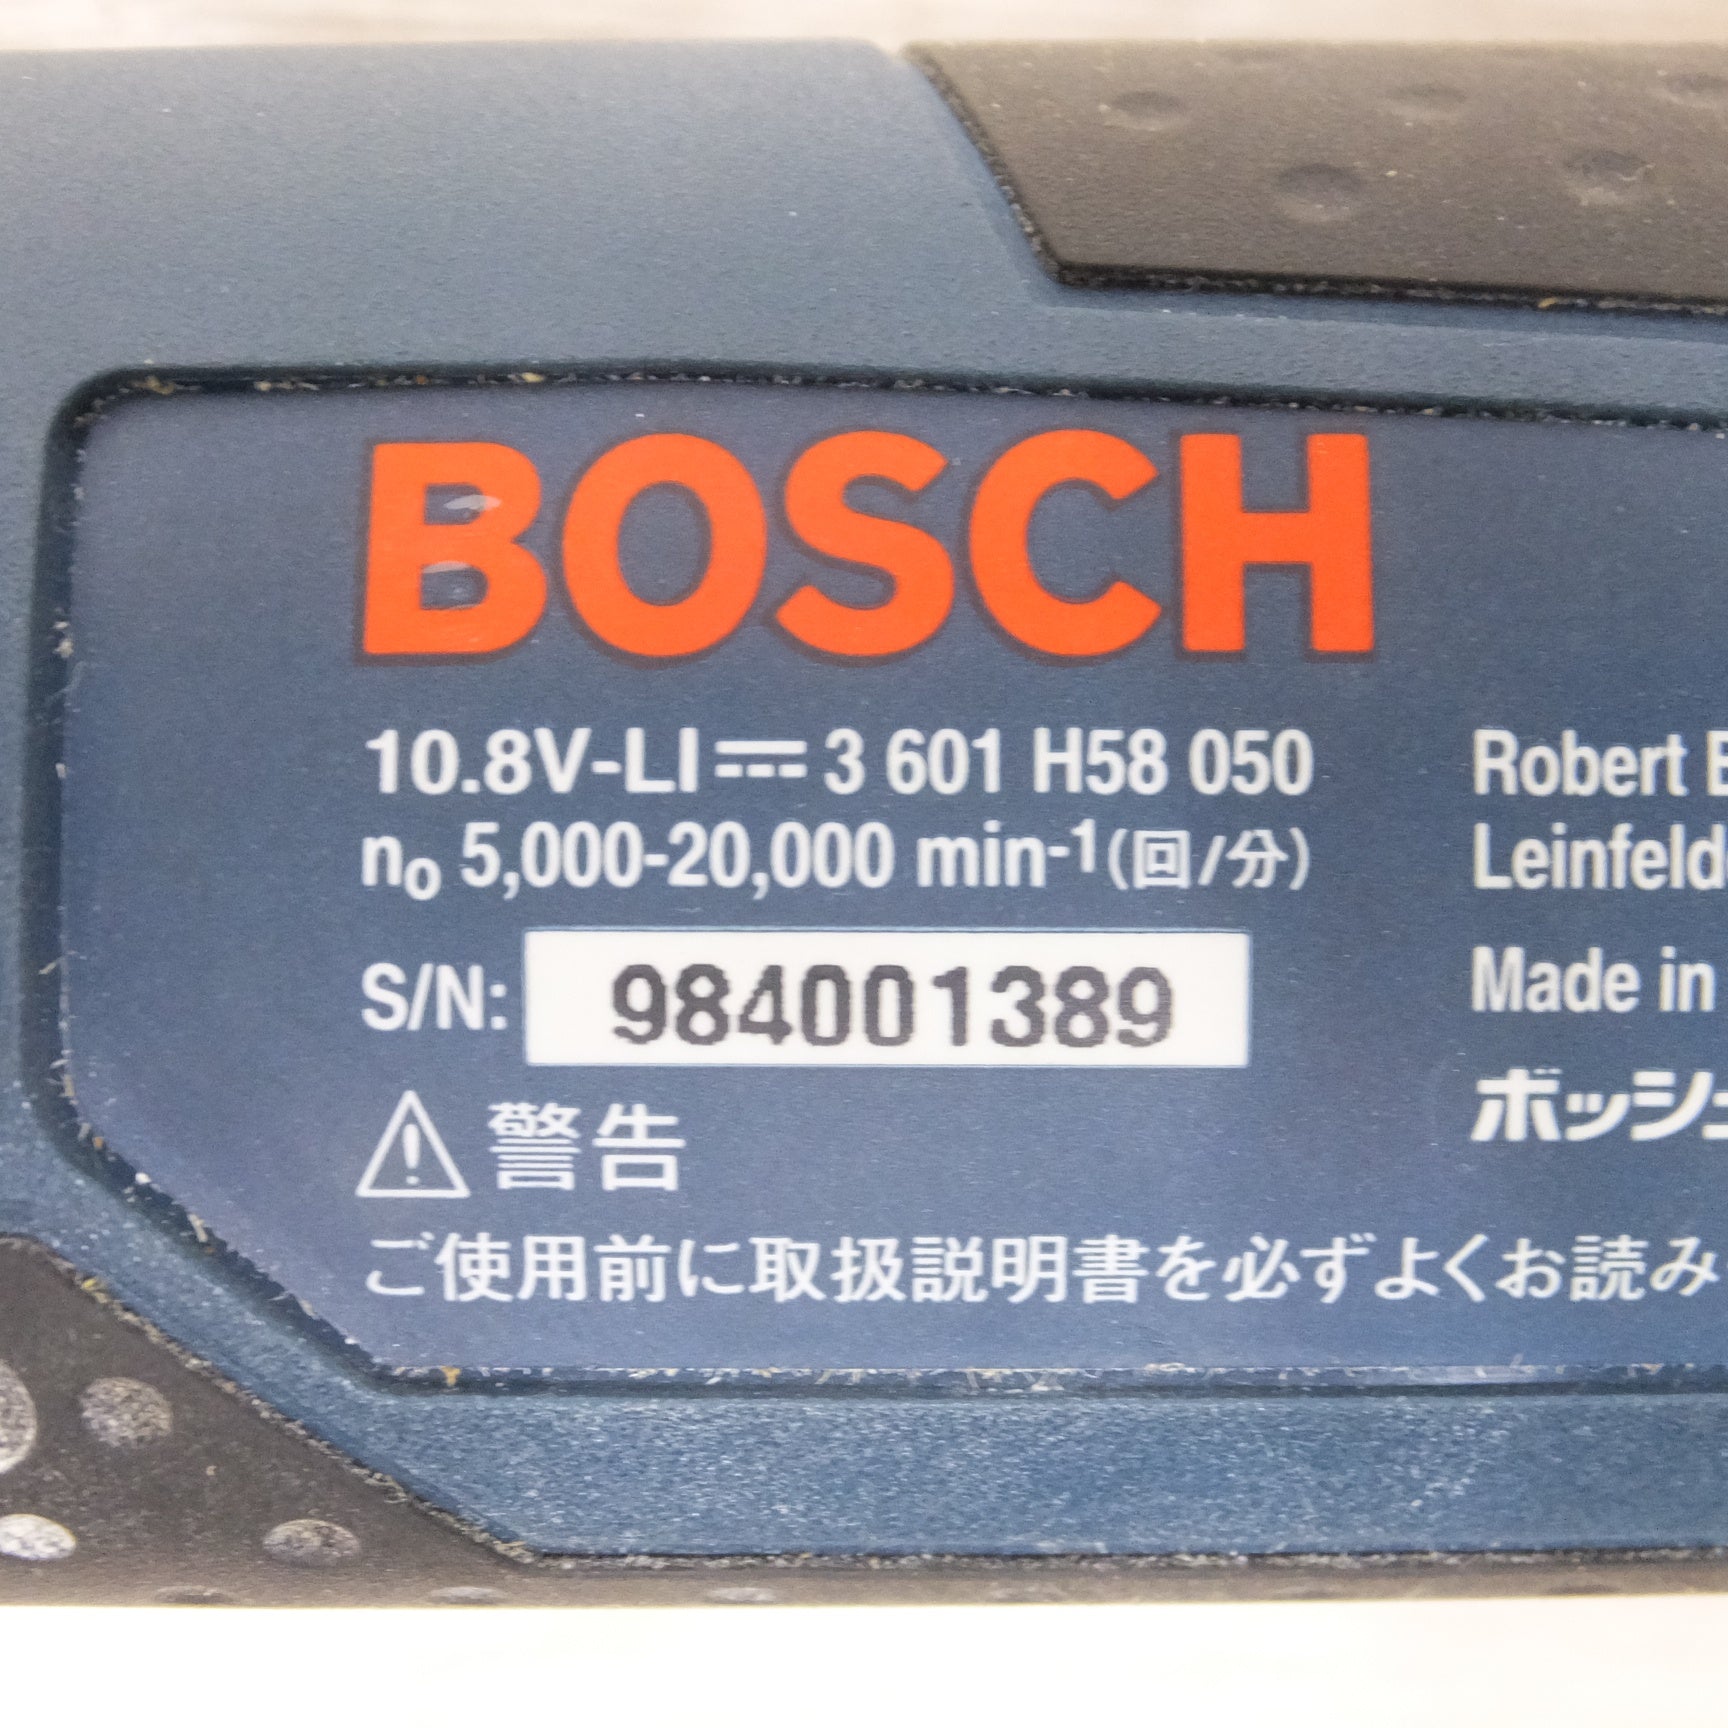 BOSCH
10.8V-LI ⎓ 3 601 H58 050
n₀ 5,000-20,000 min⁻¹(回/分)
S/N: 984001389
⚠ 警告
ご使用前に取扱説明書を必ずよくお読み
Robert
Leinfeld
Made in
ボッシュ